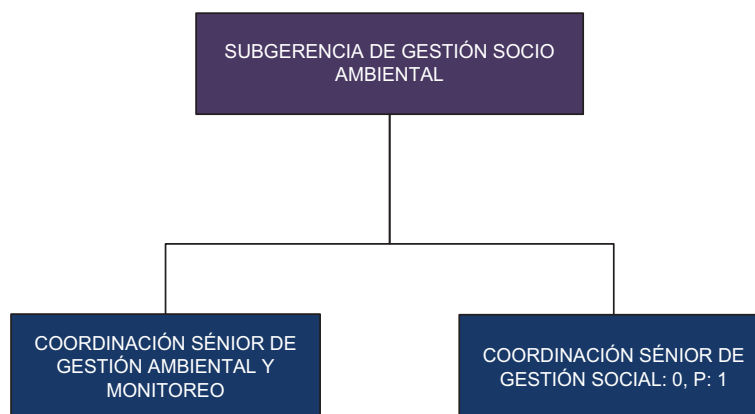 SUBGERENCIA DE GESTIÓN SOCIO
AMBIENTAL
COORDINACIÓN SÉNIOR DE
GESTIÓN AMBIENTAL Y
MONITOREO
COORDINACIÓN SÉNIOR DE
GESTIÓN SOCIAL: 0, P: 1